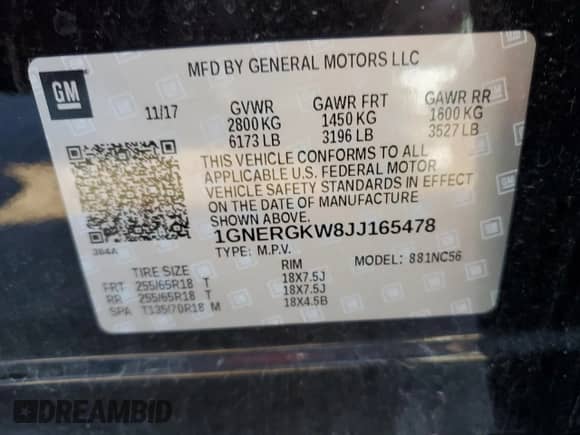 GM
MFD BY GENERAL MOTORS LLC
11/17
GVWR GAWR FRT GAWR RR
2800 KG 1450 KG 1600 KG
6173 LB 3196 LB 3527 LB
THIS VEHICLE CONFORMS TO ALL
APPLICABLE U.S. FEDERAL MOTOR
VEHICLE SAFETY STANDARDS IN EFFECT
ON THE DATE OF MANUFACTURE
SHOWN ABOVE.
1GNERGKW8JJ165478
384A
TYPE: M.P.V. MODEL: 881NC56
TIRE SIZE RIM
FRT 255/65R18 T 18X7.5J
RR 255/65R18 T 18X7.5J
SPA T135/70R18 M 18X4.5B
DREAMBID